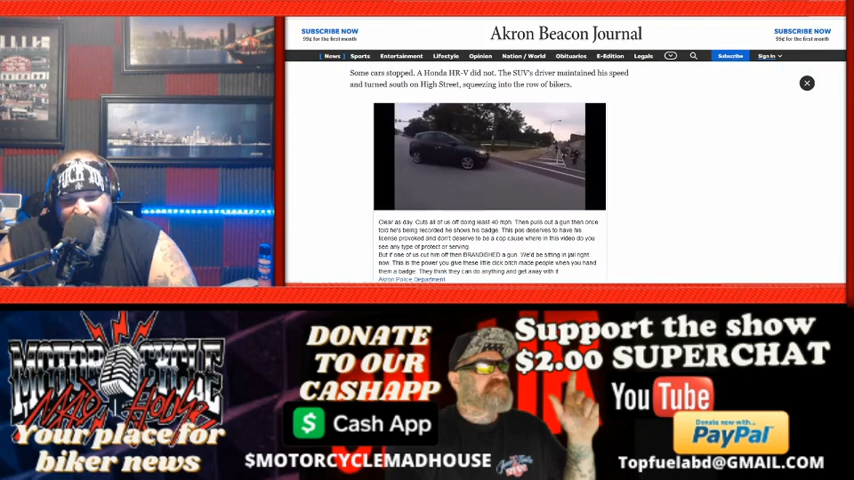 SUBSCRIBE NOW
99¢ for the first month
Akron Beacon Journal
SUBSCRIBE NOW
99¢ for the first month
News Sports Entertainment Lifestyle Opinion Nation / World Obituaries E-Edition Legals Subscribe Sign In
Some cars stopped. A Honda HR-V did not. The SUV's driver maintained his speed
and turned south on High Street, squeezing into the row of bikers.
Clear as day. Cuts all of us off doing least 40 mph. Then pulls out a gun then once
told he's being recorded he shows his badge. This pos deserves to have his
license provoked and don't deserve to be a cop cause where in this video do you
see any type of protect or serving.
But if one of us cut him off then BRANDISHED a gun. We'd be sitting in jail right
now. This is the power you give these little dick bitch made people when you hand
them a badge. They think they can do anything and get away with it
Akron Police Department
MOTORCYCLE
MAD HOUSE
Your place for
biker news
DONATE
TO OUR
CASHAPP
$ Cash App
$MOTORCYCLEMADHOUSE
Support the show
$2.00 SUPERCHAT
YouTube
Donate now with...
PayPal
Topfuelabd@GMAIL.COM